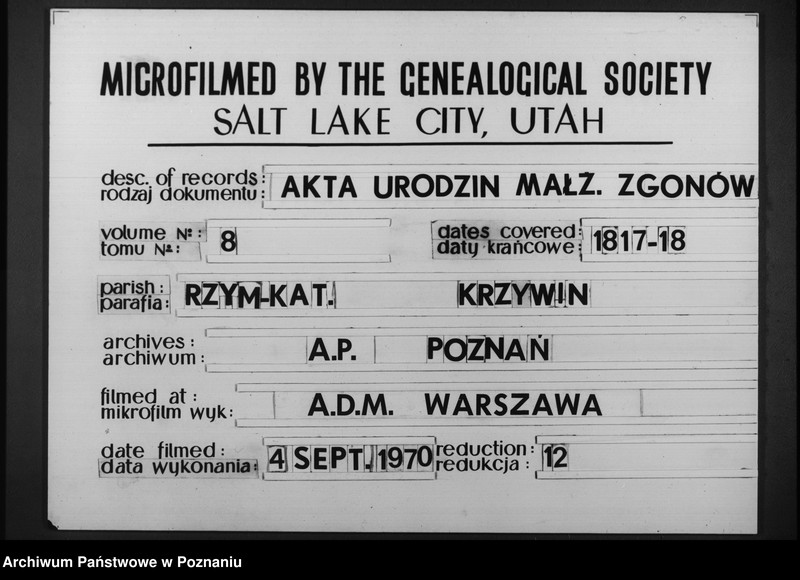 MICROFILMED BY THE GENEALOGICAL SOCIETY
SALT LAKE CITY, UTAH
desc. of records:
rodzaj dokumentu: AKTA URODZIN MAŁŻ. ZGONÓW
volume №:
tomu №: 8
dates covered:
daty krańcowe: 1817-18
parish:
parafia: RZYM-KAT. KRZYWIN
archives:
archiwum: A.P. POZNAŃ
filmed at:
mikrofilm wyk: A.D.M. WARSZAWA
date filmed:
data wykonania: 4 SEPT. 1970
reduction:
redukcja: 12
Archiwum Państwowe w Poznaniu